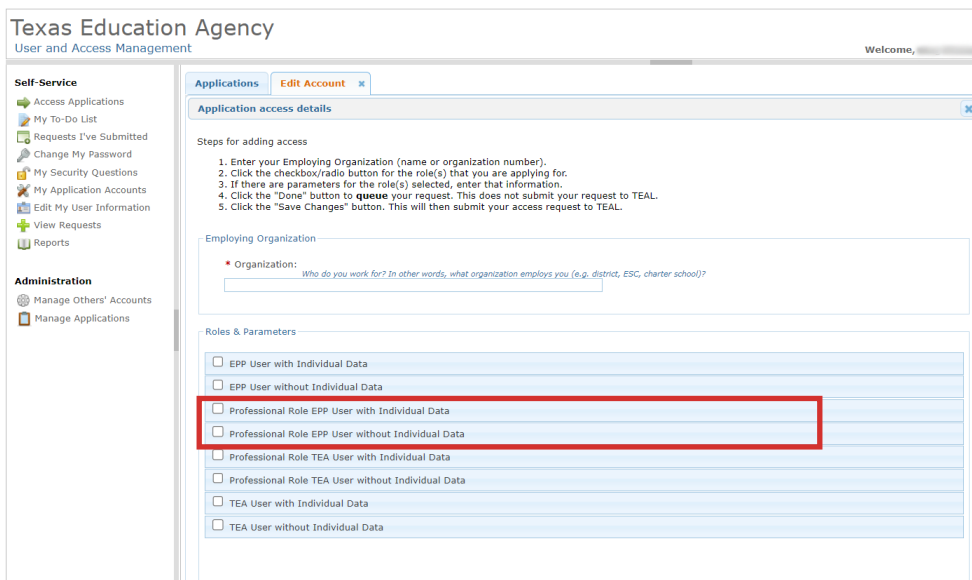 Texas Education Agency
User and Access Management
Welcome,
Self-Service
Access Applications
My To-Do List
Requests I've Submitted
Change My Password
My Security Questions
My Application Accounts
Edit My User Information
View Requests
Reports
Administration
Manage Others' Accounts
Manage Applications
Applications
Edit Account
Application access details
Steps for adding access
1. Enter your Employing Organization (name or organization number).
2. Click the checkbox/radio button for the role(s) that you are applying for.
3. If there are parameters for the role(s) selected, enter that information.
4. Click the "Done" button to queue your request. This does not submit your request to TEAL.
5. Click the "Save Changes" button. This will then submit your access request to TEAL.
Employing Organization
* Organization:
Who do you work for? In other words, what organization employs you (e.g. district, ESC, charter school)?
Roles & Parameters
EPP User with Individual Data
EPP User without Individual Data
Professional Role EPP User with Individual Data
Professional Role EPP User without Individual Data
Professional Role TEA User with Individual Data
Professional Role TEA User without Individual Data
TEA User with Individual Data
TEA User without Individual Data